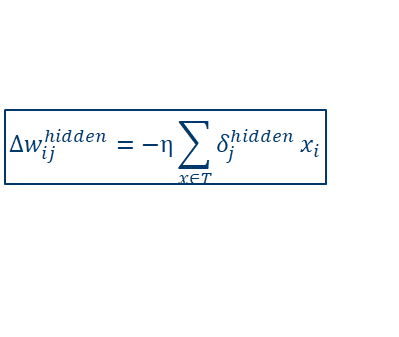 Δw_{ij}^{hidden} = −η ∑_{x∈T} δ_j^{hidden} x_i